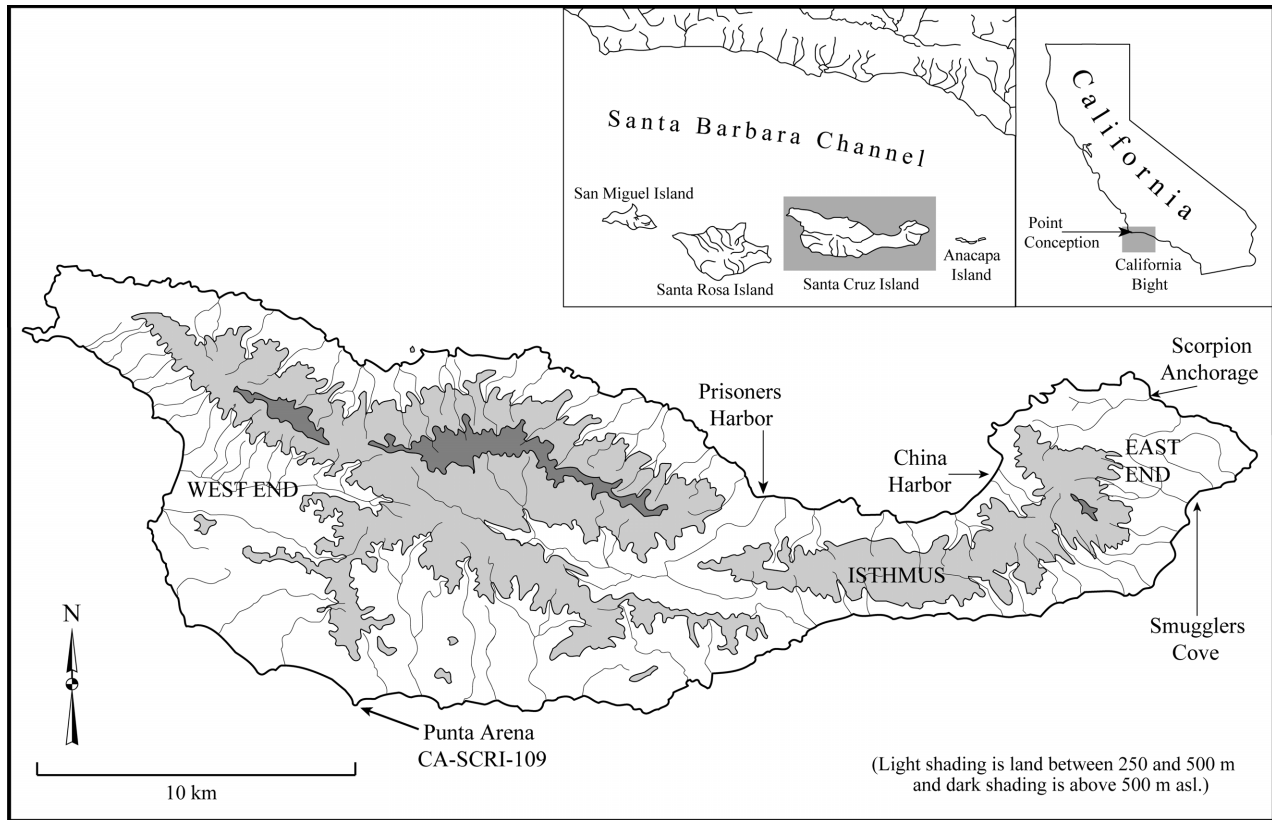 Santa Barbara Channel
San Miguel Island
Santa Rosa Island
Santa Cruz Island
Anacapa
Island
California
Point
Conception
California
Bight
Scorpion
Anchorage
Prisoners
Harbor
China
Harbor
EAST
END
WEST END
ISTHMUS
Smugglers
Cove
N
Punta Arena
CA-SCRI-109
10 km
(Light shading is land between 250 and 500 m
and dark shading is above 500 m asl.)